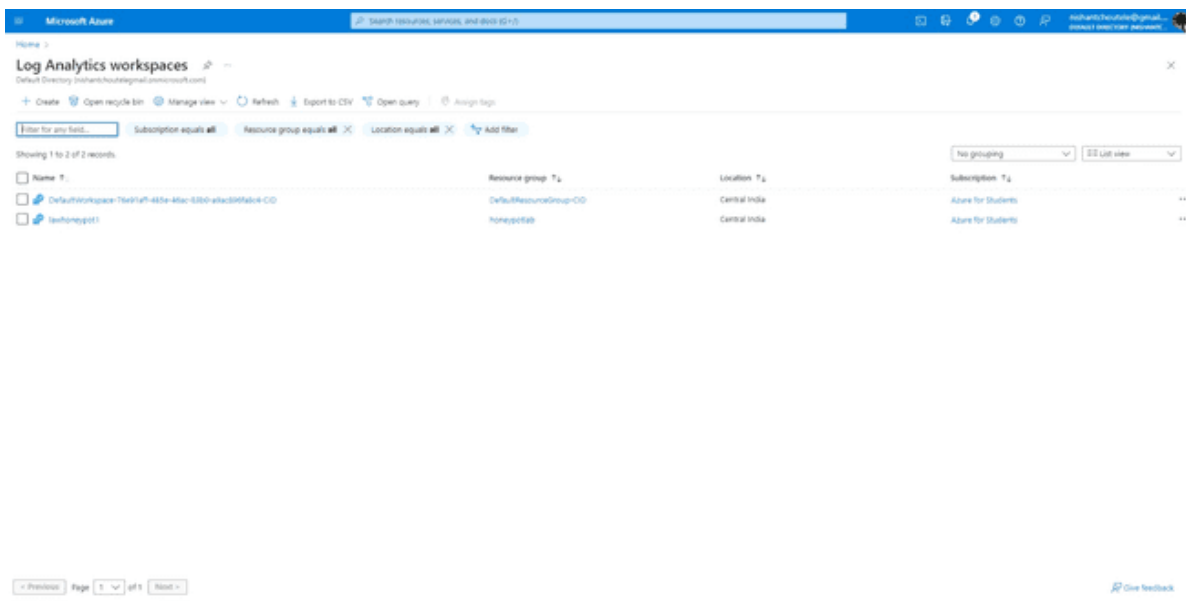 Microsoft Azure
Search resources, services, and docs (G+/)
Home >
Log Analytics workspaces
Default Directory
+ Create Open recycle bin Manage view Refresh Export to CSV Open query Assign tags
Filter for any field... Subscription equals all Resource group equals all Location equals all Add filter
Showing 1 to 2 of 2 records.
No grouping List view
Name Resource group Location Subscription
DefaultResourceGroup-CID Central India Azure for Students
lawhoneypot1 honeypotlab Central India Azure for Students
< Previous Page 1 of 1 Next >
Give feedback